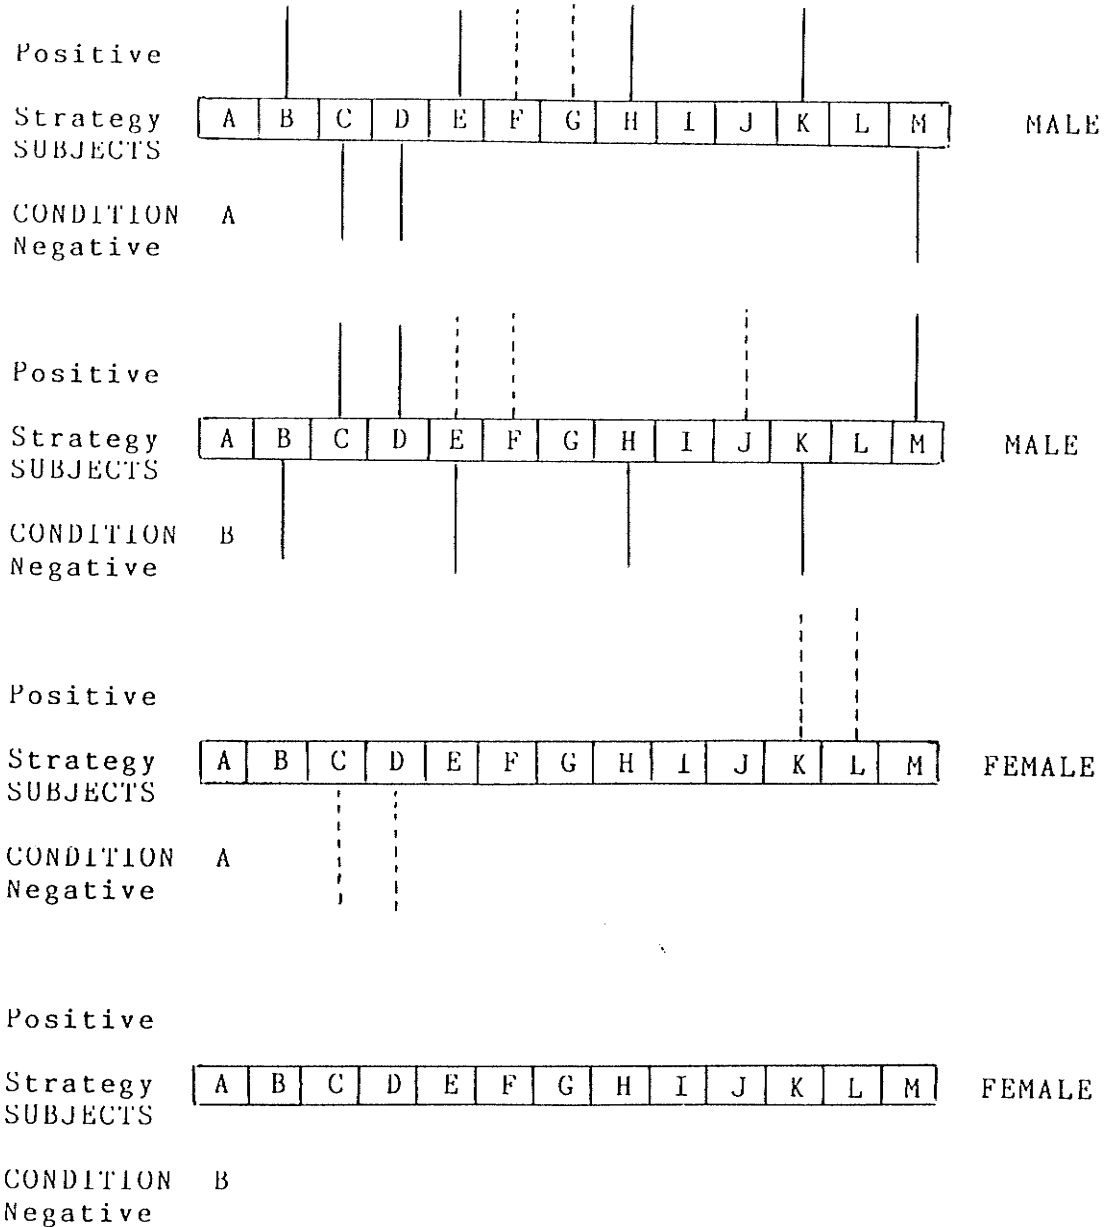 Positive
Strategy A B C D E F G H I J K L M MALE
SUBJECTS
CONDITION A
Negative
Positive
Strategy A B C D E F G H I J K L M MALE
SUBJECTS
CONDITION B
Negative
Positive
Strategy A B C D E F G H I J K L M FEMALE
SUBJECTS
CONDITION A
Negative
Positive
Strategy A B C D E F G H I J K L M FEMALE
SUBJECTS
CONDITION B
Negative